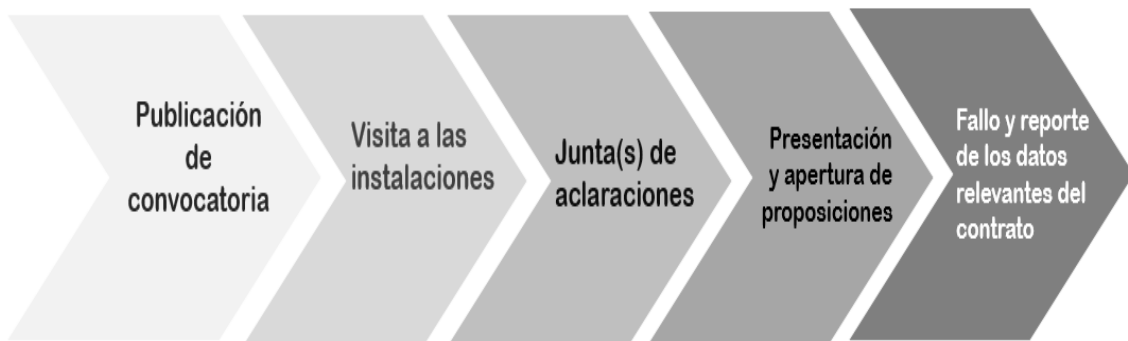 Publicación
de
convocatoria
Visita a las
instalaciones
Junta(s) de
aclaraciones
Presentación
y apertura de
proposiciones
Fallo y reporte
de los datos
relevantes del
contrato